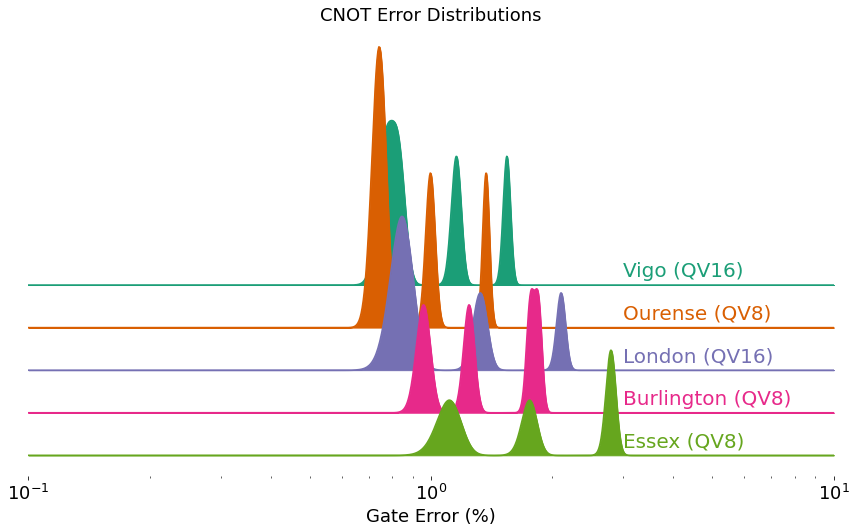 CNOT Error Distributions
Vigo (QV16)
Ourense (QV8)
London (QV16)
Burlington (QV8)
Essex (QV8)
10⁻¹ 10⁰ 10¹
Gate Error (%)